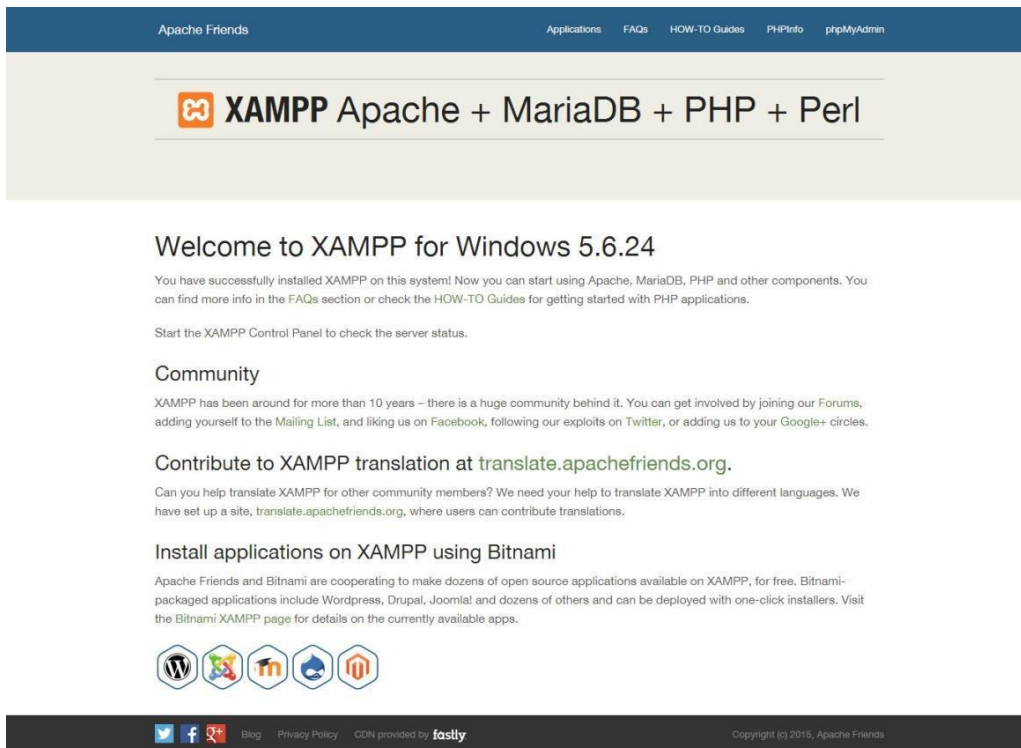 Apache Friends Applications FAQs HOW-TO Guides PHPInfo phpMyAdmin
XAMPP Apache + MariaDB + PHP + Perl
Welcome to XAMPP for Windows 5.6.24
You have successfully installed XAMPP on this system! Now you can start using Apache, MariaDB, PHP and other components. You
can find more info in the FAQs section or check the HOW-TO Guides for getting started with PHP applications.
Start the XAMPP Control Panel to check the server status.
Community
XAMPP has been around for more than 10 years – there is a huge community behind it. You can get involved by joining our Forums,
adding yourself to the Mailing List, and liking us on Facebook, following our exploits on Twitter, or adding us to your Google+ circles.
Contribute to XAMPP translation at translate.apachefriends.org.
Can you help translate XAMPP for other community members? We need your help to translate XAMPP into different languages. We
have set up a site, translate.apachefriends.org, where users can contribute translations.
Install applications on XAMPP using Bitnami
Apache Friends and Bitnami are cooperating to make dozens of open source applications available on XAMPP, for free. Bitnami-
packaged applications include Wordpress, Drupal, Joomla! and dozens of others and can be deployed with one-click installers. Visit
the Bitnami XAMPP page for details on the currently available apps.
Blog Privacy Policy CDN provided by fastly Copyright (c) 2015, Apache Friends